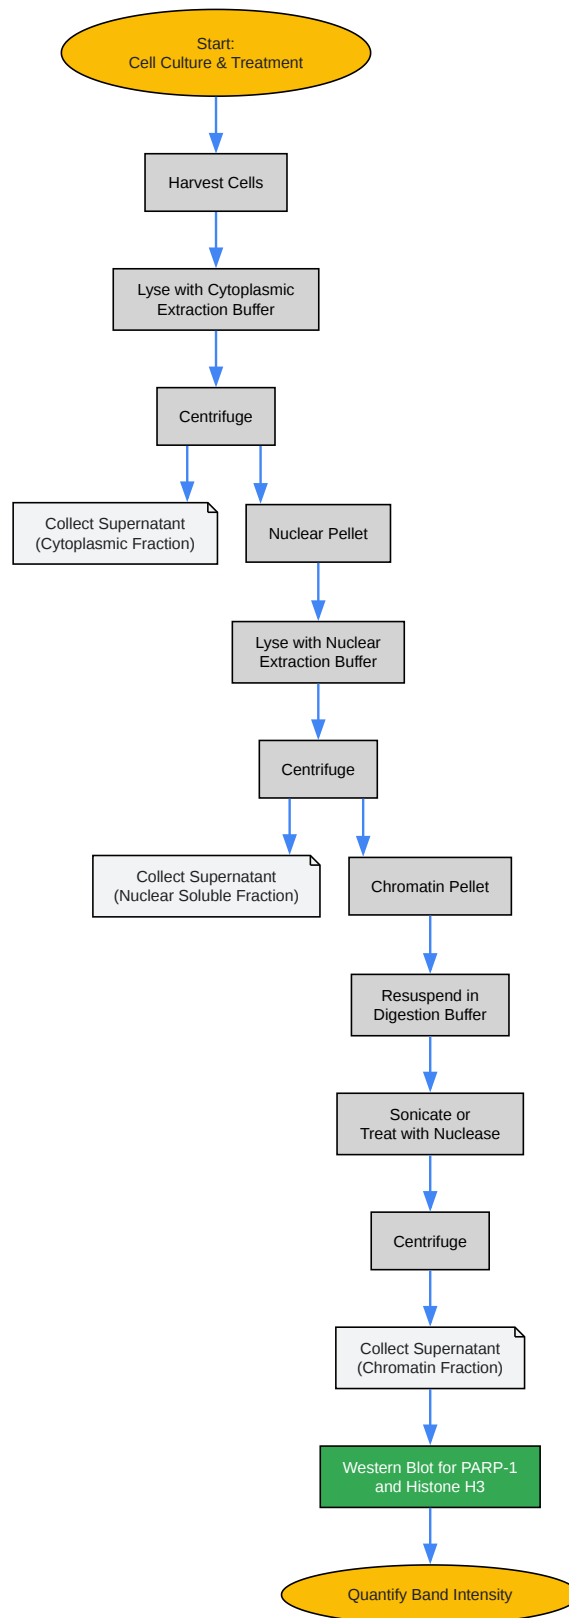 Start:
Cell Culture & Treatment
Harvest Cells
Lyse with Cytoplasmic
Extraction Buffer
Centrifuge
Collect Supernatant
(Cytoplasmic Fraction)
Nuclear Pellet
Lyse with Nuclear
Extraction Buffer
Centrifuge
Collect Supernatant
(Nuclear Soluble Fraction)
Chromatin Pellet
Resuspend in
Digestion Buffer
Sonicate or
Treat with Nuclease
Centrifuge
Collect Supernatant
(Chromatin Fraction)
Western Blot for PARP-1
and Histone H3
Quantify Band Intensity